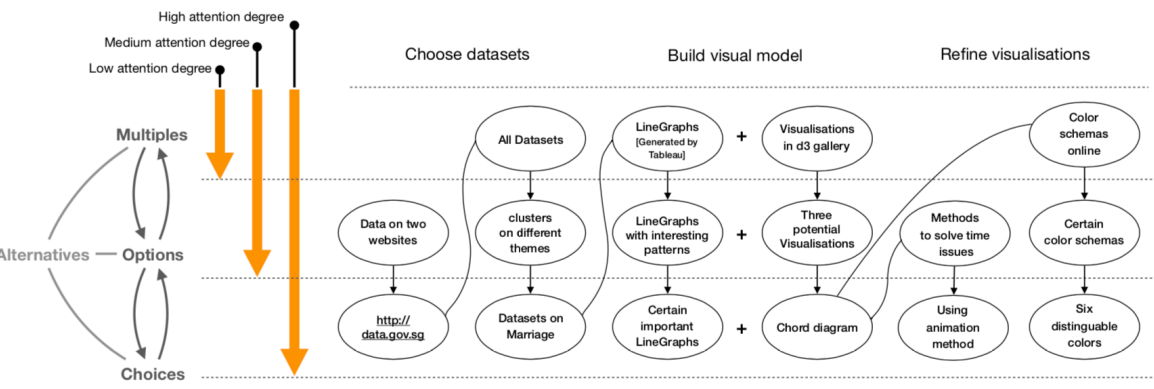 High attention degree
Medium attention degree
Low attention degree
Choose datasets
Build visual model
Refine visualisations
Multiples
Alternatives
Options
Choices
All Datasets
LineGraphs
[Generated by
Tableau]
+
Visualisations
in d3 gallery
Color
schemas
online
Data on two
websites
clusters
on different
themes
LineGraphs
with interesting
patterns
+
Three
potential
Visualisations
Methods
to solve time
issues
Certain
color schemas
http://
data.gov.sg
Datasets on
Marriage
Certain
important
LineGraphs
+
Chord diagram
Using
animation
method
Six
distinguable
colors